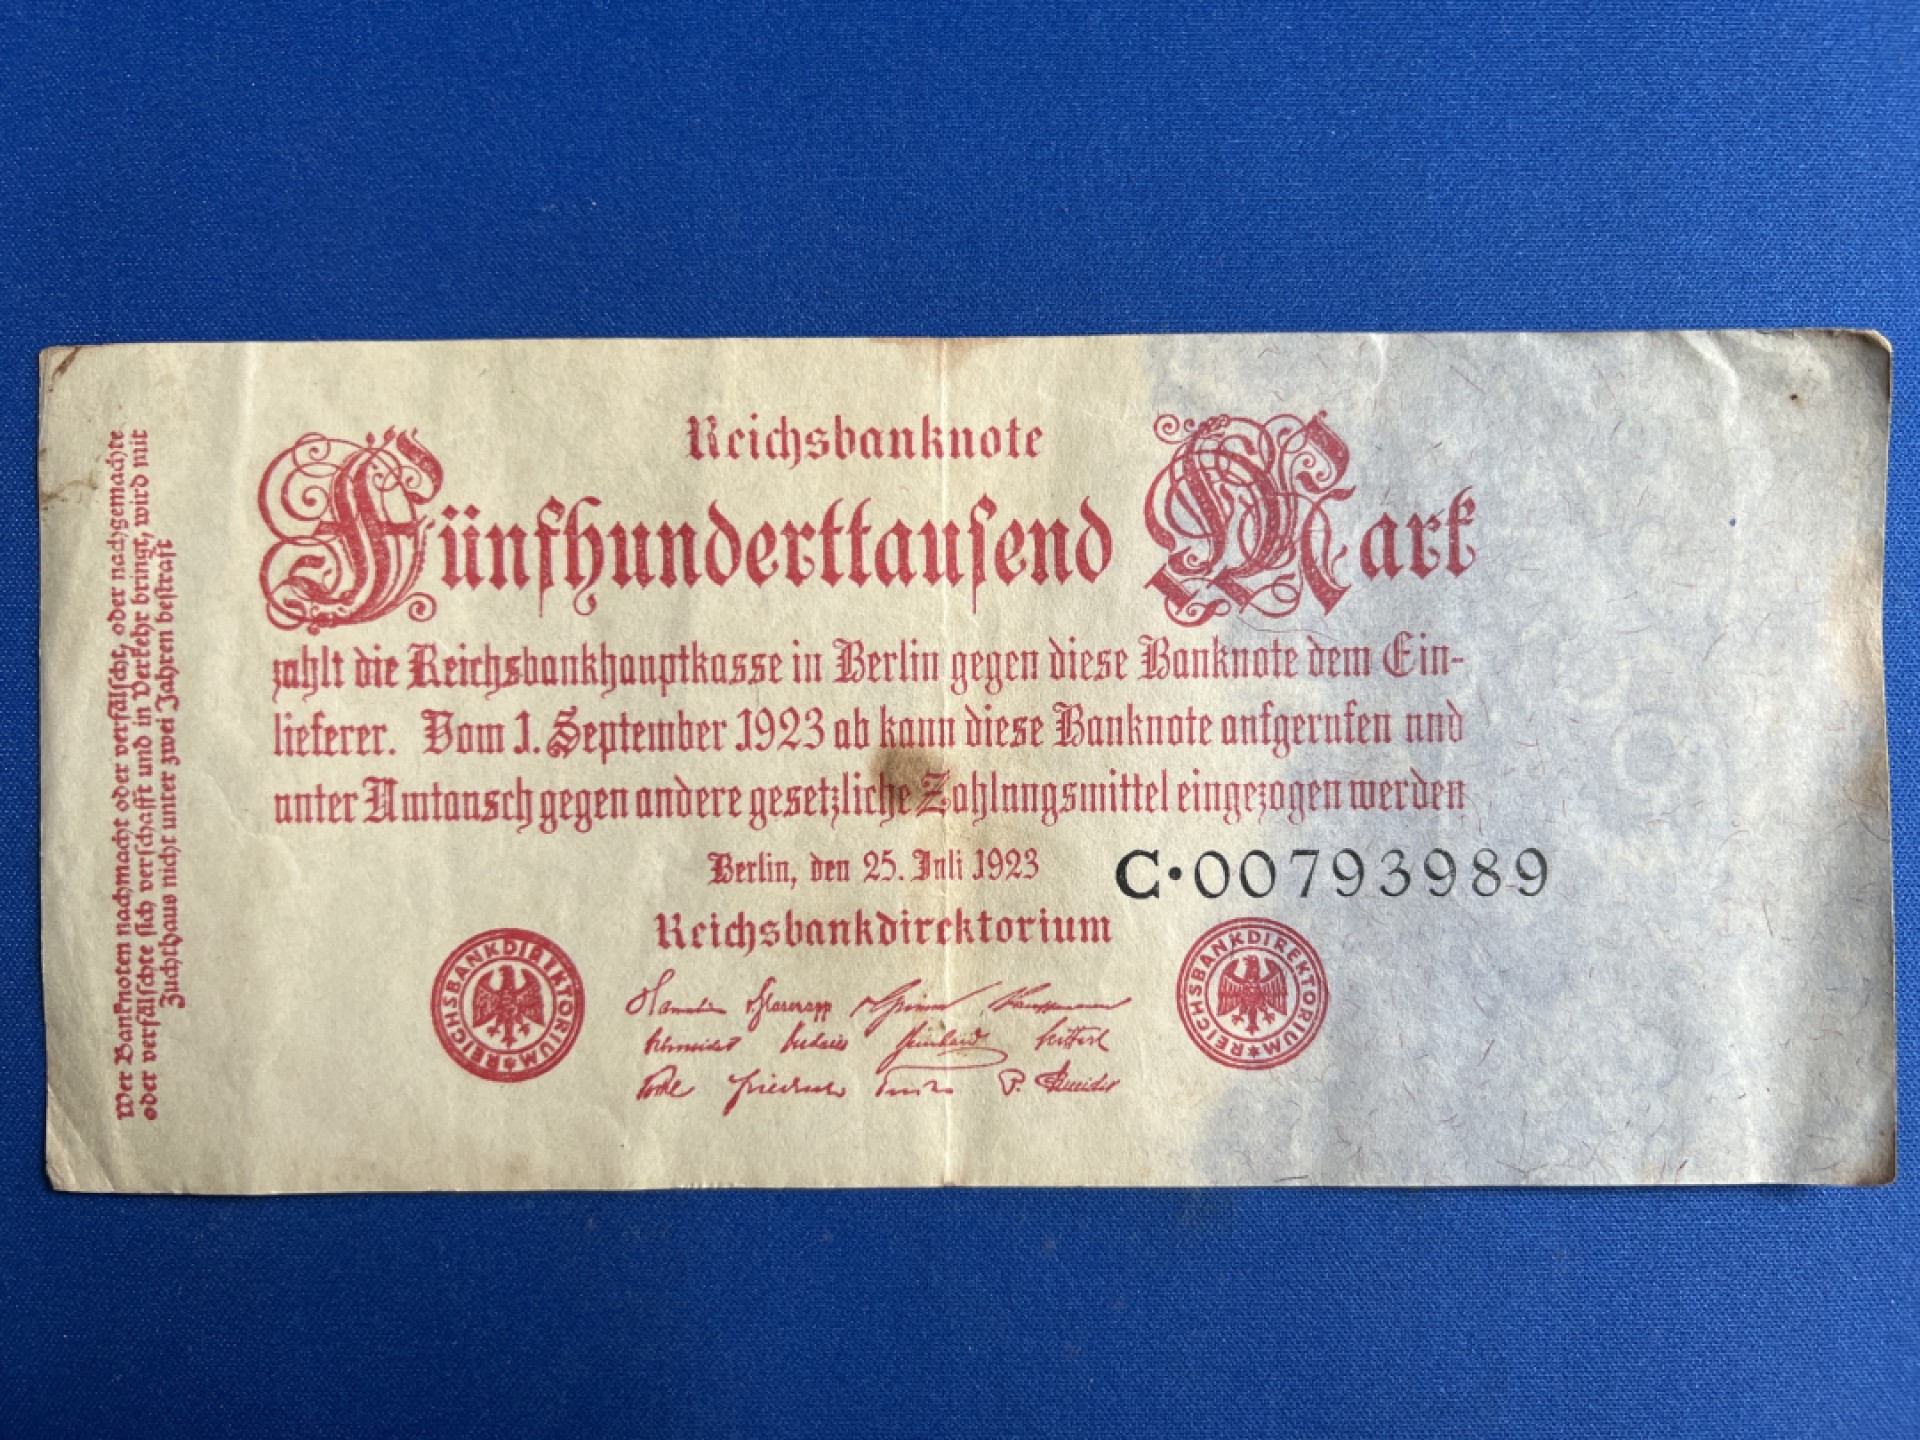 Reichsbanknote
Fünfhunderttausend Mark
zahlt die Reichsbankhauptkasse in Berlin gegen diese Banknote dem Ein-
lieferer. Vom 1. September 1923 ab kann diese Banknote aufgerufen und
unter Umtausch gegen andere gesetzliche Zahlungsmittel eingezogen werden
Berlin, den 25. Juli 1923
C·00793989
Reichsbankdirektorium
REICHSBANKDIREKTORIUM
REICHSBANKDIREKTORIUM
Wer Banknoten nachmacht oder verfälscht, oder nachgemachte
oder verfälschte sich verschafft und in Verkehr bringt, wird mit
Zuchthaus nicht unter zwei Jahren bestraft